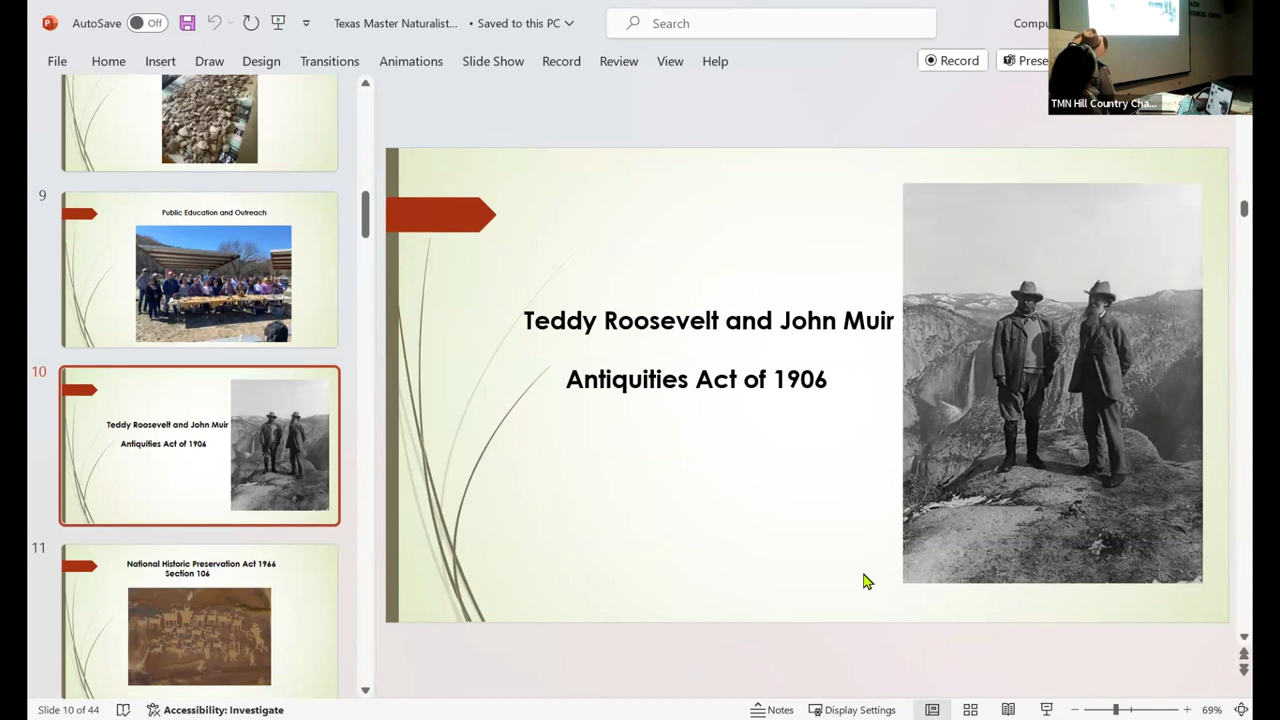 AutoSave Off
Texas Master Naturalist... • Saved to this PC
Search
File Home Insert Draw Design Transitions Animations Slide Show Record Review View Help
Record
TMN Hill Country Cha...
9
Public Education and Outreach
10
Teddy Roosevelt and John Muir
Antiquities Act of 1906
11
National Historic Preservation Act 1966
Section 106
Teddy Roosevelt and John Muir
Antiquities Act of 1906
Slide 10 of 44
Accessibility: Investigate
Notes
Display Settings
69%